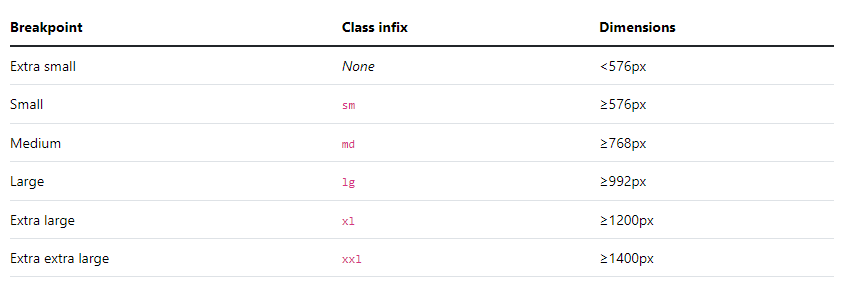 Breakpoint Class infix Dimensions
Extra small None <576px
Small sm ≥576px
Medium md ≥768px
Large lg ≥992px
Extra large xl ≥1200px
Extra extra large xxl ≥1400px